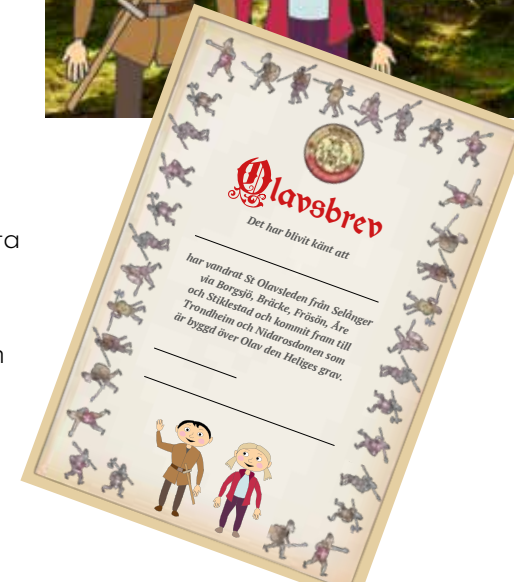 ra
n
Olavsbrev
Det har blivit känt att
har vandrat St Olavsleden från Selånger
via Borgsjö, Bräcke, Frösön, Åre
och Stiklestad och kommit fram till
Trondheim och Nidarosdomen som
är byggd över Olav den Heliges grav.